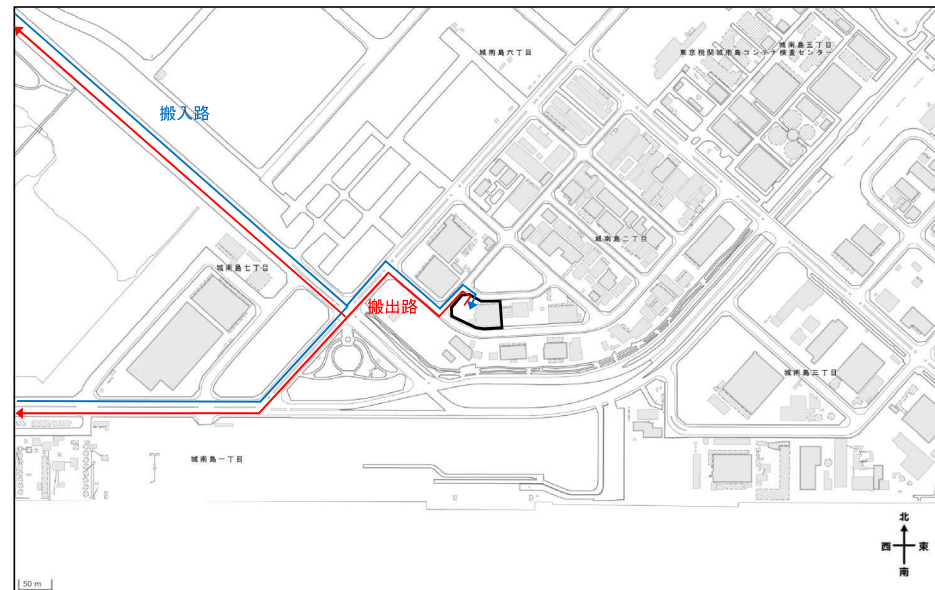 城南島六丁目
城南島五丁目
東京税関城南島コンテナ検査センター
搬入路
城南島二丁目
城南島七丁目
搬出路
城南島三丁目
城南島一丁目
北
西
東
南
50 m